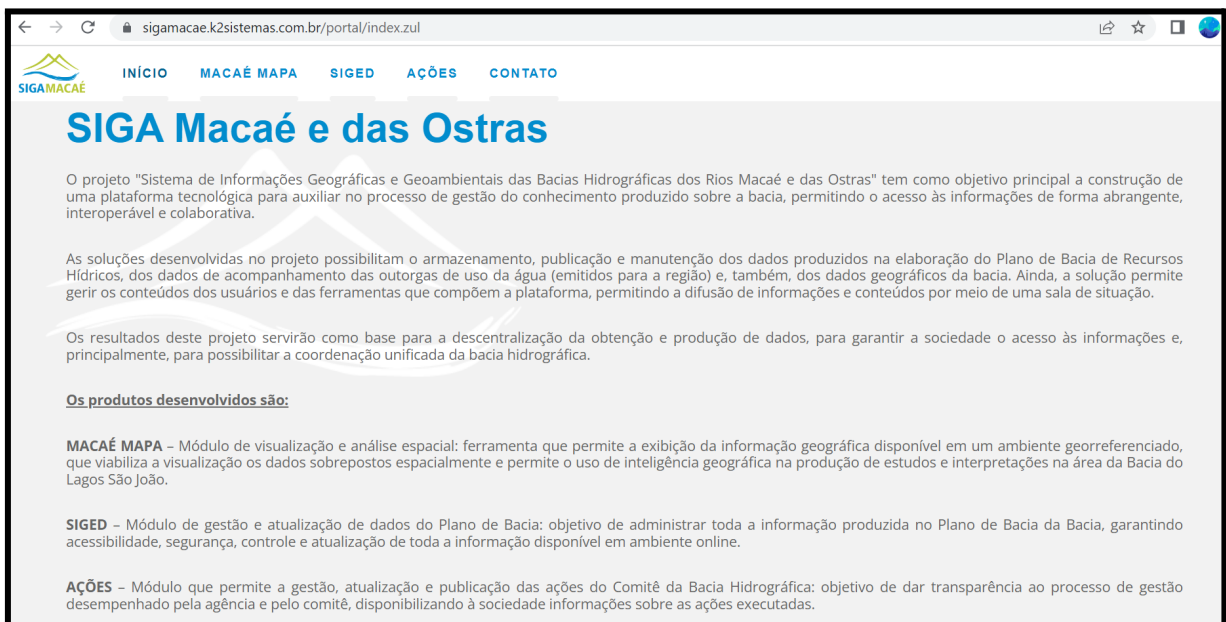 sigamacae.k2sistemas.com.br/portal/index.zul
SIGAMACAÉ
INÍCIO MACAÉ MAPA SIGED AÇÕES CONTATO
SIGA Macaé e das Ostras
O projeto "Sistema de Informações Geográficas e Geoambientais das Bacias Hidrográficas dos Rios Macaé e das Ostras" tem como objetivo principal a construção de
uma plataforma tecnológica para auxiliar no processo de gestão do conhecimento produzido sobre a bacia, permitindo o acesso às informações de forma abrangente,
interoperável e colaborativa.
As soluções desenvolvidas no projeto possibilitam o armazenamento, publicação e manutenção dos dados produzidos na elaboração do Plano de Bacia de Recursos
Hídricos, dos dados de acompanhamento das outorgas de uso da água (emitidos para a região) e, também, dos dados geográficos da bacia. Ainda, a solução permite
gerir os conteúdos dos usuários e das ferramentas que compõem a plataforma, permitindo a difusão de informações e conteúdos por meio de uma sala de situação.
Os resultados deste projeto servirão como base para a descentralização da obtenção e produção de dados, para garantir a sociedade o acesso às informações e,
principalmente, para possibilitar a coordenação unificada da bacia hidrográfica.
Os produtos desenvolvidos são:
MACAÉ MAPA – Módulo de visualização e análise espacial: ferramenta que permite a exibição da informação geográfica disponível em um ambiente georreferenciado,
que viabiliza a visualização os dados sobrepostos espacialmente e permite o uso de inteligência geográfica na produção de estudos e interpretações na área da Bacia do
Lagos São João.
SIGED – Módulo de gestão e atualização de dados do Plano de Bacia: objetivo de administrar toda a informação produzida no Plano de Bacia da Bacia, garantindo
acessibilidade, segurança, controle e atualização de toda a informação disponível em ambiente online.
AÇÕES – Módulo que permite a gestão, atualização e publicação das ações do Comitê da Bacia Hidrográfica: objetivo de dar transparência ao processo de gestão
desempenhado pela agência e pelo comitê, disponibilizando à sociedade informações sobre as ações executadas.